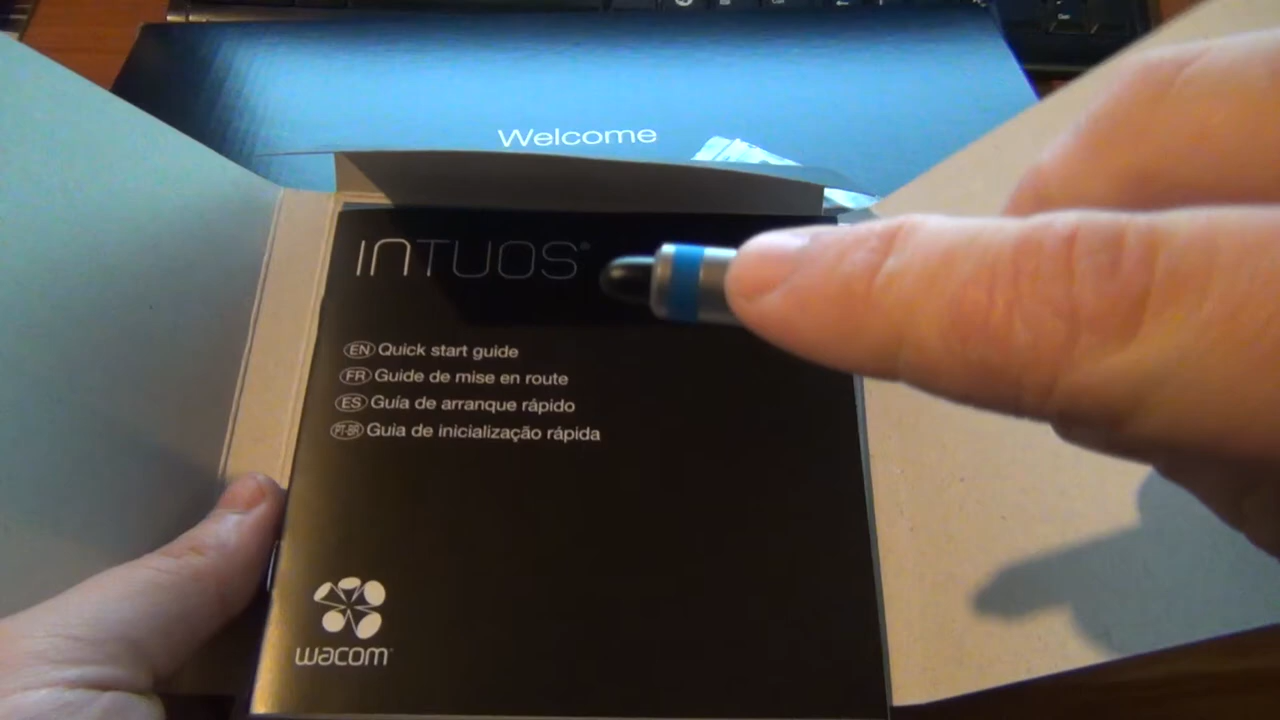 Welcome
INTUOS®
EN Quick start guide
FR Guide de mise en route
ES Guía de arranque rápido
PT-BR Guia de inicialização rápida
wacom